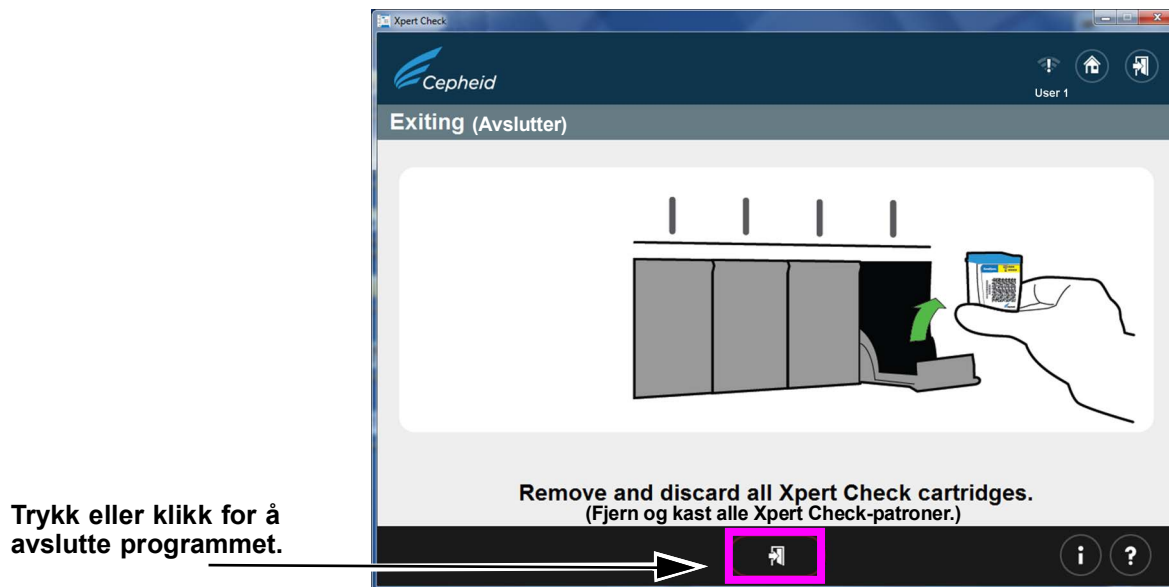 Xpert Check
Cepheid
User 1
Exiting (Avslutter)
Remove and discard all Xpert Check cartridges.
(Fjern og kast alle Xpert Check-patroner.)
Trykk eller klikk for å
avslutte programmet.
i
?